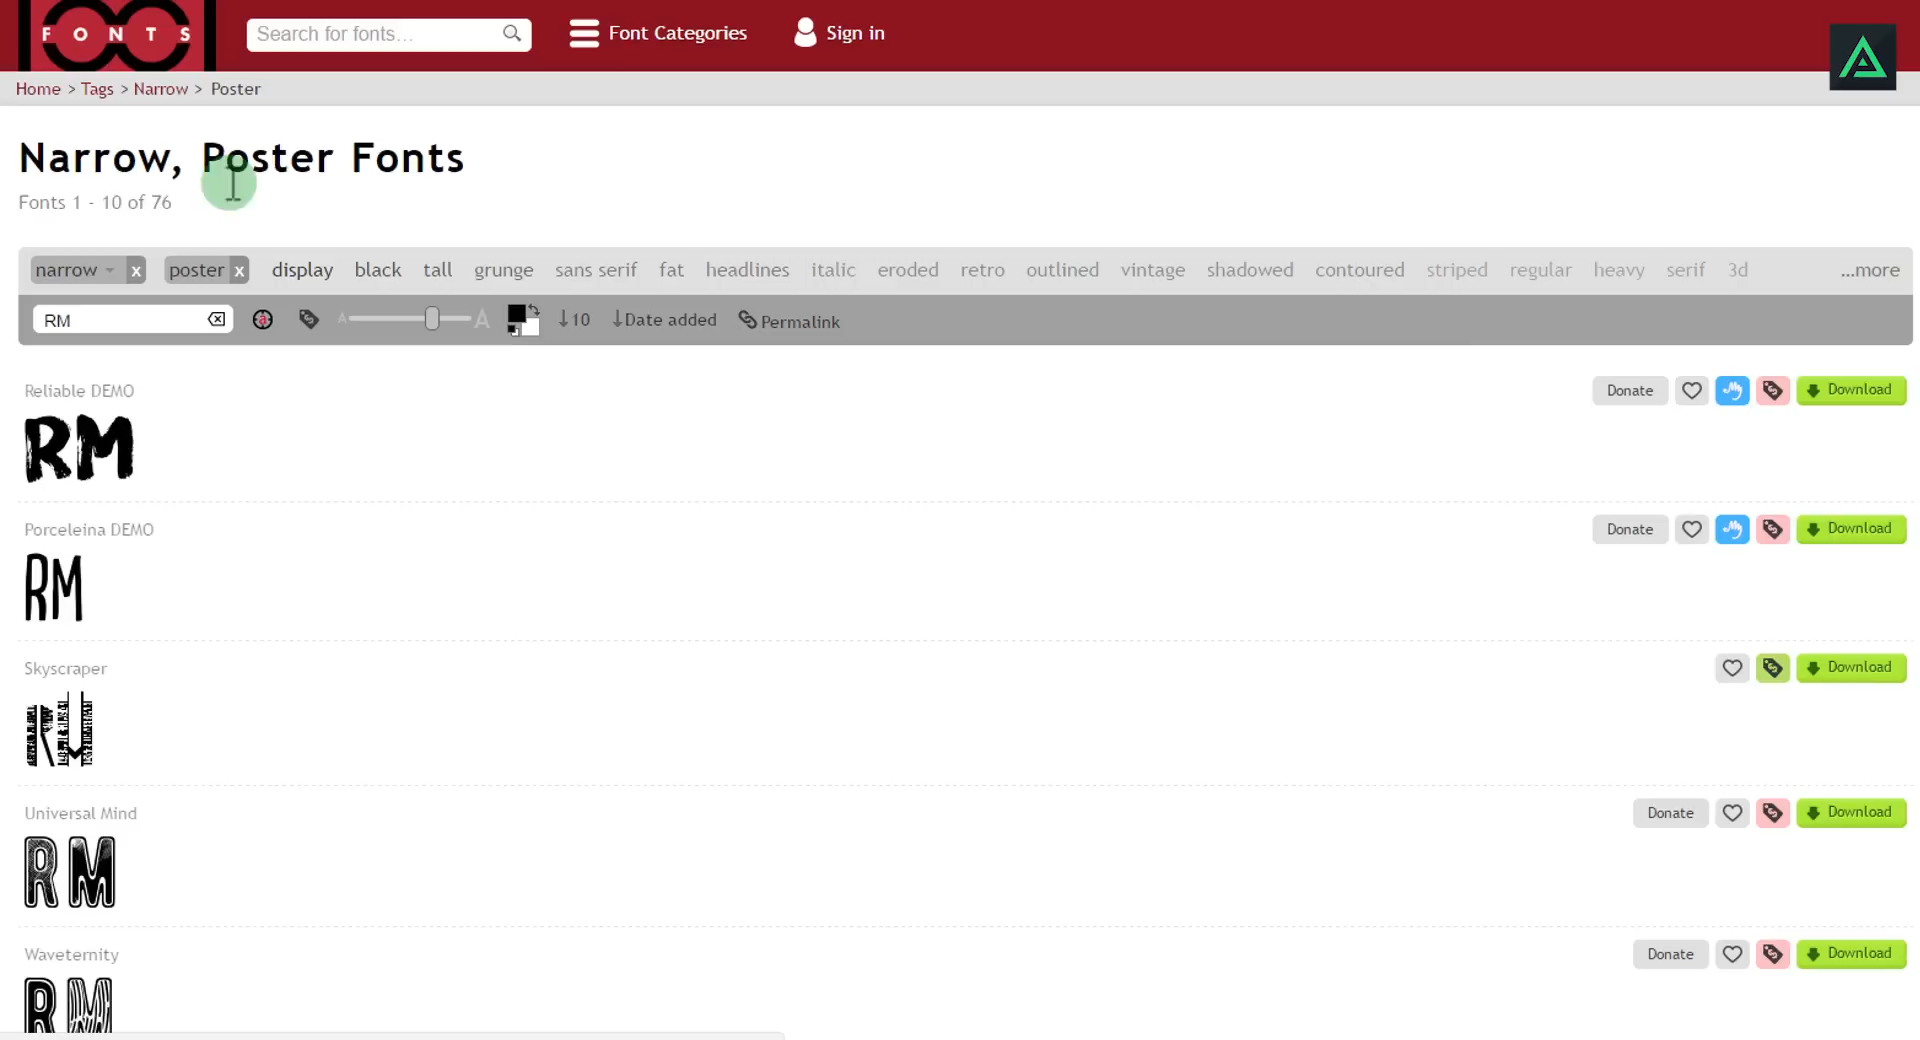 FONTS
Search for fonts...
Font Categories
Sign in
Home > Tags > Narrow > Poster
Narrow, Poster Fonts
Fonts 1 - 10 of 76
narrow x poster x display black tall grunge sans serif fat headlines italic eroded retro outlined vintage shadowed contoured striped regular heavy serif 3d ...more
RM A A ↓10 ↓Date added Permalink
Reliable DEMO Donate Download
RM
Porceleina DEMO Donate Download
RM
Skyscraper Download
Universal Mind Donate Download
RM
Waveternity Donate Download
RM